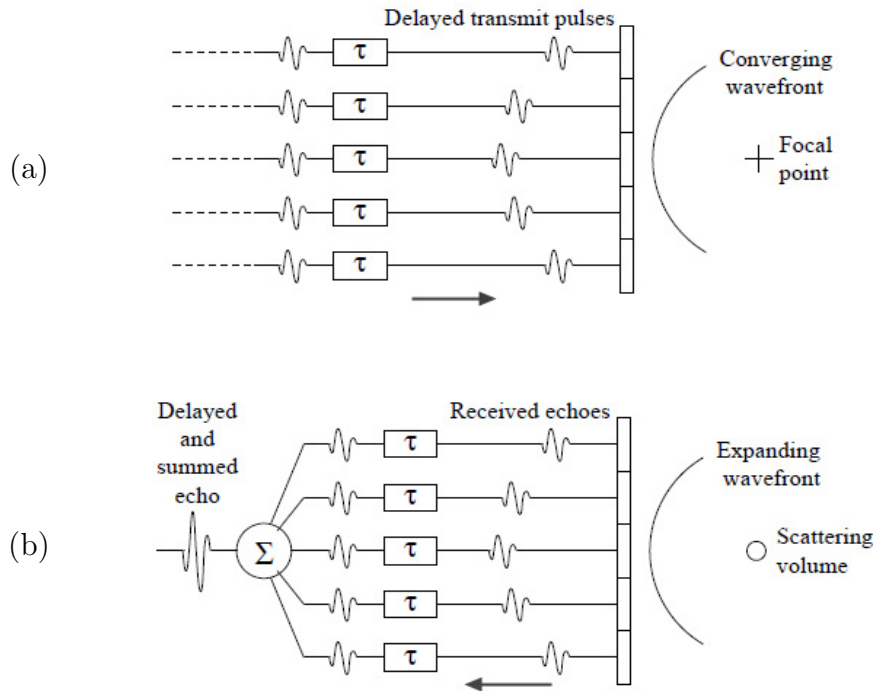 Delayed transmit pulses
τ
τ
τ
τ
τ
Converging
wavefront
Focal
point
(a)
Delayed
and
summed
echo
Received echoes
τ
τ
τ
τ
τ
Σ
Expanding
wavefront
Scattering
volume
(b)